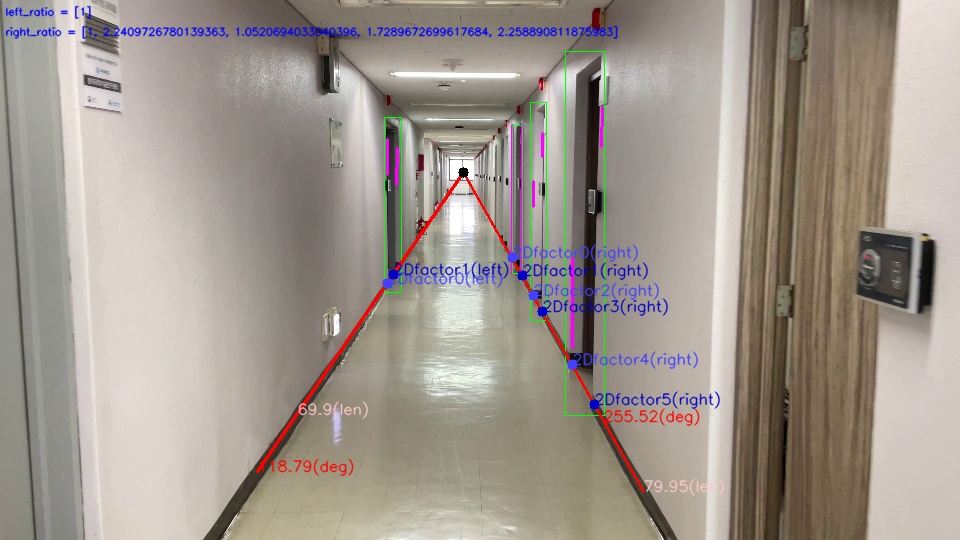 left_ratio = [1]
right_ratio = [1, 2.2409726780139363, 1.0520694033040396, 1.7289672699617684, 2.258890811875983]
2Dfactor0(right)
2Dfactor1(left)
2Dfactor1(right)
2Dfactor0(left)
2Dfactor2(right)
2Dfactor3(right)
2Dfactor4(right)
2Dfactor5(right)
69.9(len)
255.52(deg)
18.79(deg)
79.95(len)